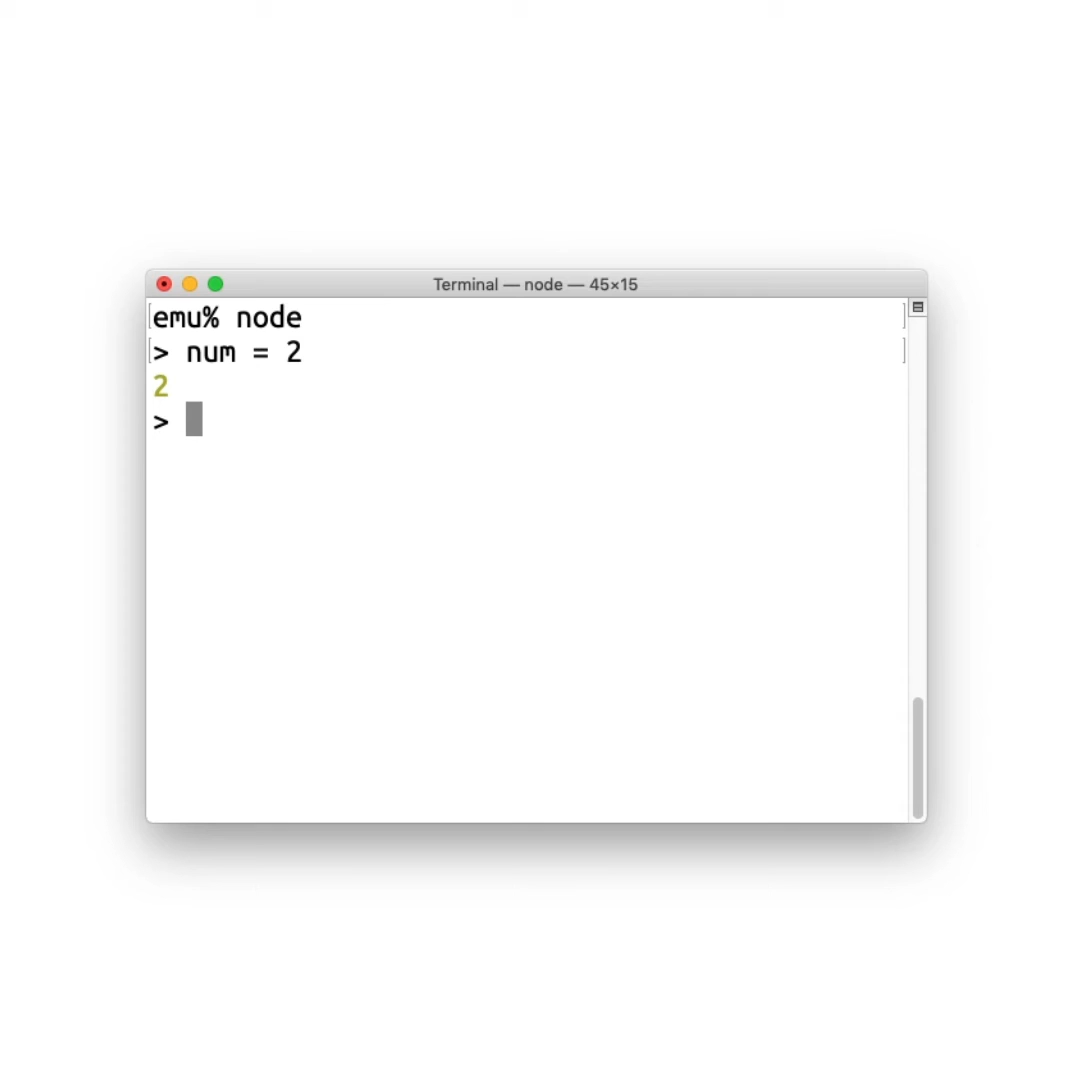 Terminal — node — 45×15
emu% node
> num = 2
2
>